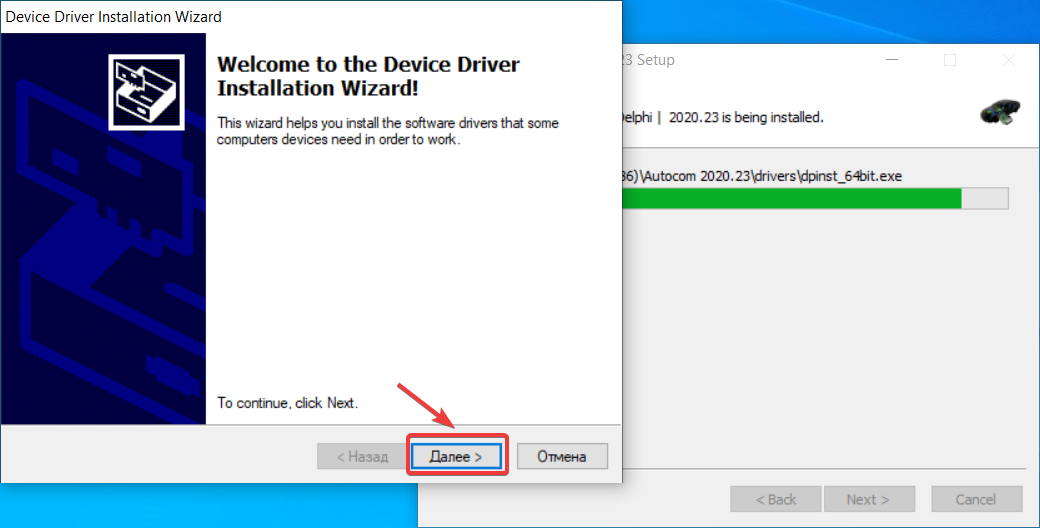 Device Driver Installation Wizard
Welcome to the Device Driver
Installation Wizard!
This wizard helps you install the software drivers that some
computers devices need in order to work.
To continue, click Next.
< Назад
Далее >
Отмена
23 Setup
Delphi | 2020.23 is being installed.
86)\Autocom 2020.23\drivers\dpinst_64bit.exe
< Back
Next >
Cancel